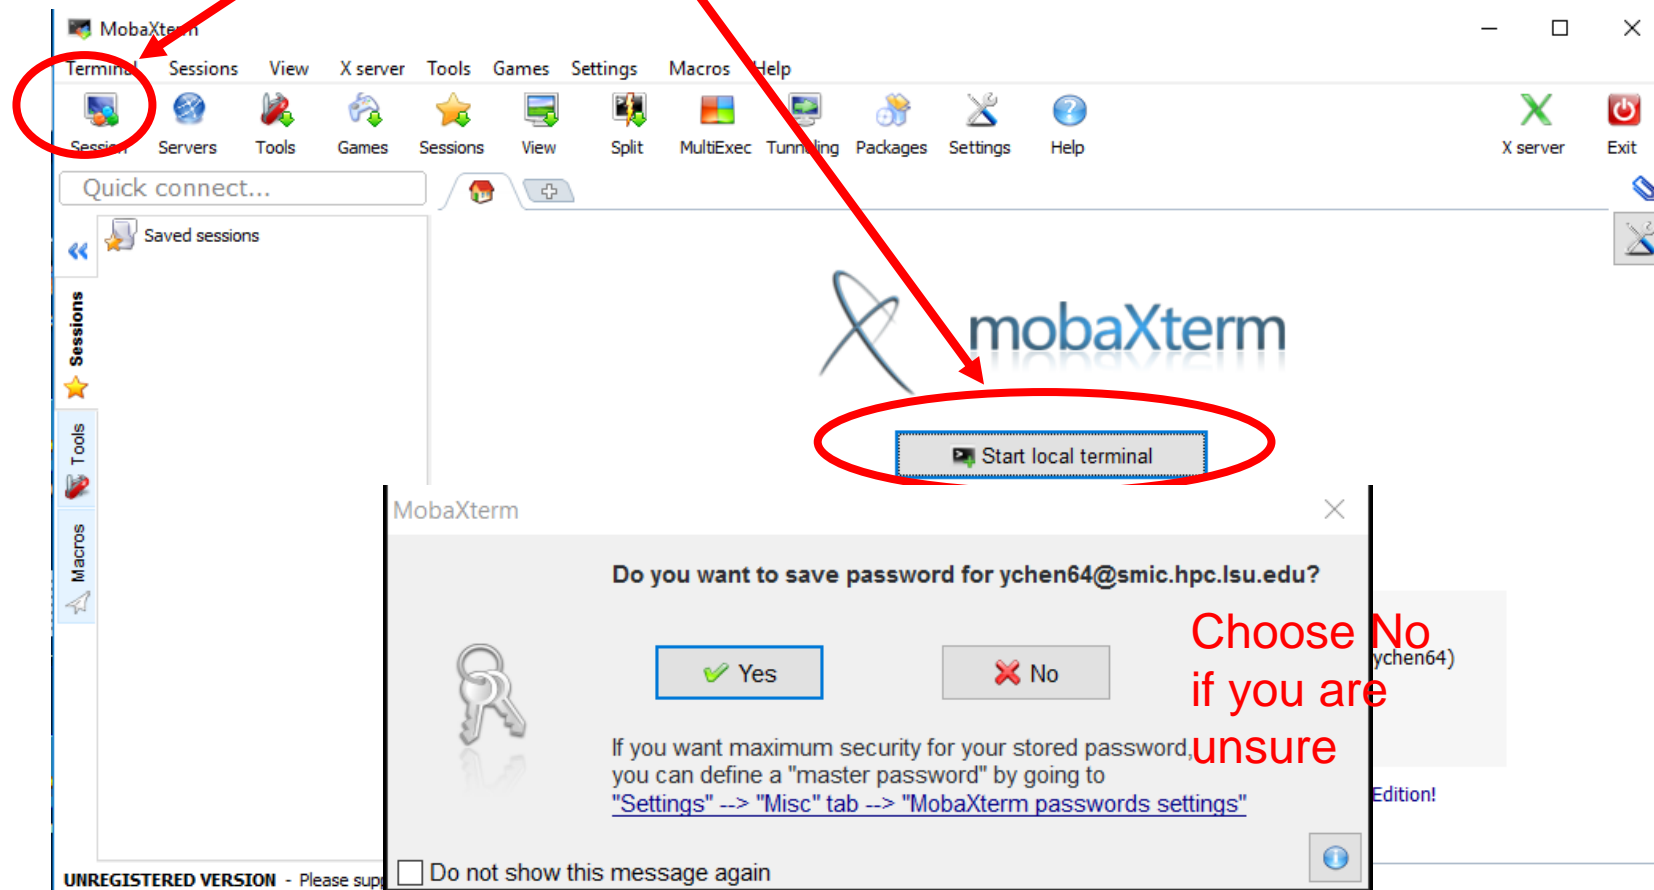 MobaXterm
Terminal Sessions View X server Tools Games Settings Macros Help
Session Servers Tools Games Sessions View Split MultiExec Tunneling Packages Settings Help X server Exit
Quick connect...
Saved sessions
Sessions
Tools
Macros
mobaXterm
Start local terminal
MobaXterm
Do you want to save password for ychen64@smic.hpc.lsu.edu?
Yes
No
Choose No
if you are
unsure
ychen64)
If you want maximum security for your stored password,
you can define a "master password" by going to
"Settings" --> "Misc" tab --> "MobaXterm passwords settings"
Edition!
Do not show this message again
UNREGISTERED VERSION - Please supp